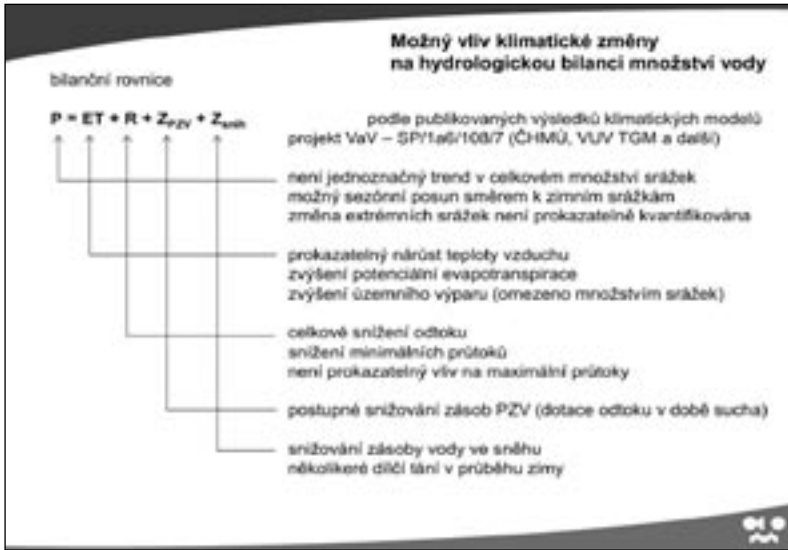 Možný vliv klimatické změny
na hydrologickou bilanci množství vody
bilanční rovnice
P = ET + R + Z_PZV + Z_sníh
podle publikovaných výsledků klimatických modelů
projekt VaV – SP/1a6/108/7 (ČHMÚ, VUV TGM a další)
není jednoznačný trend v celkovém množství srážek
možný sezónní posun směrem k zimním srážkám
změna extrémních srážek není prokazatelně kvantifikována
prokazatelný nárůst teploty vzduchu
zvýšení potenciální evapotranspirace
zvýšení územního výparu (omezeno množstvím srážek)
celkové snížení odtoku
snížení minimálních průtoků
není prokazatelný vliv na maximální průtoky
postupné snižování zásob PZV (dotace odtoku v době sucha)
snižování zásoby vody ve sněhu
několikeré dílčí tání v průběhu zimy